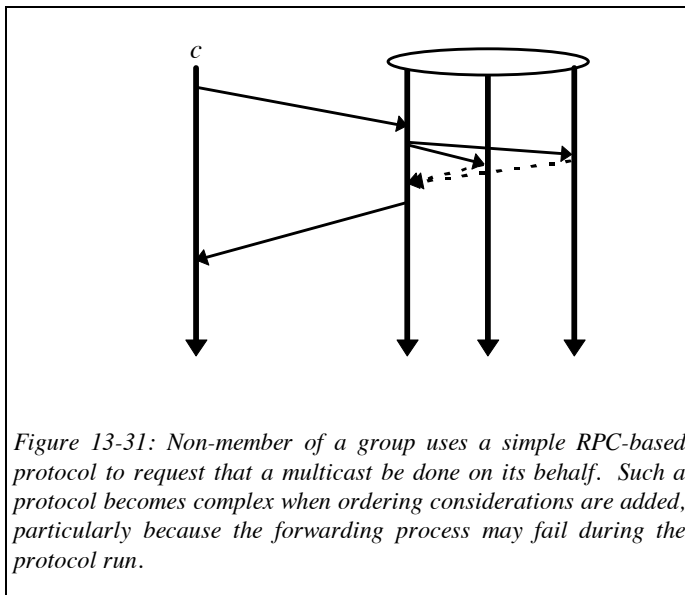 c
Figure 13-31: Non-member of a group uses a simple RPC-based
protocol to request that a multicast be done on its behalf. Such a
protocol becomes complex when ordering considerations are added,
particularly because the forwarding process may fail during the
protocol run.